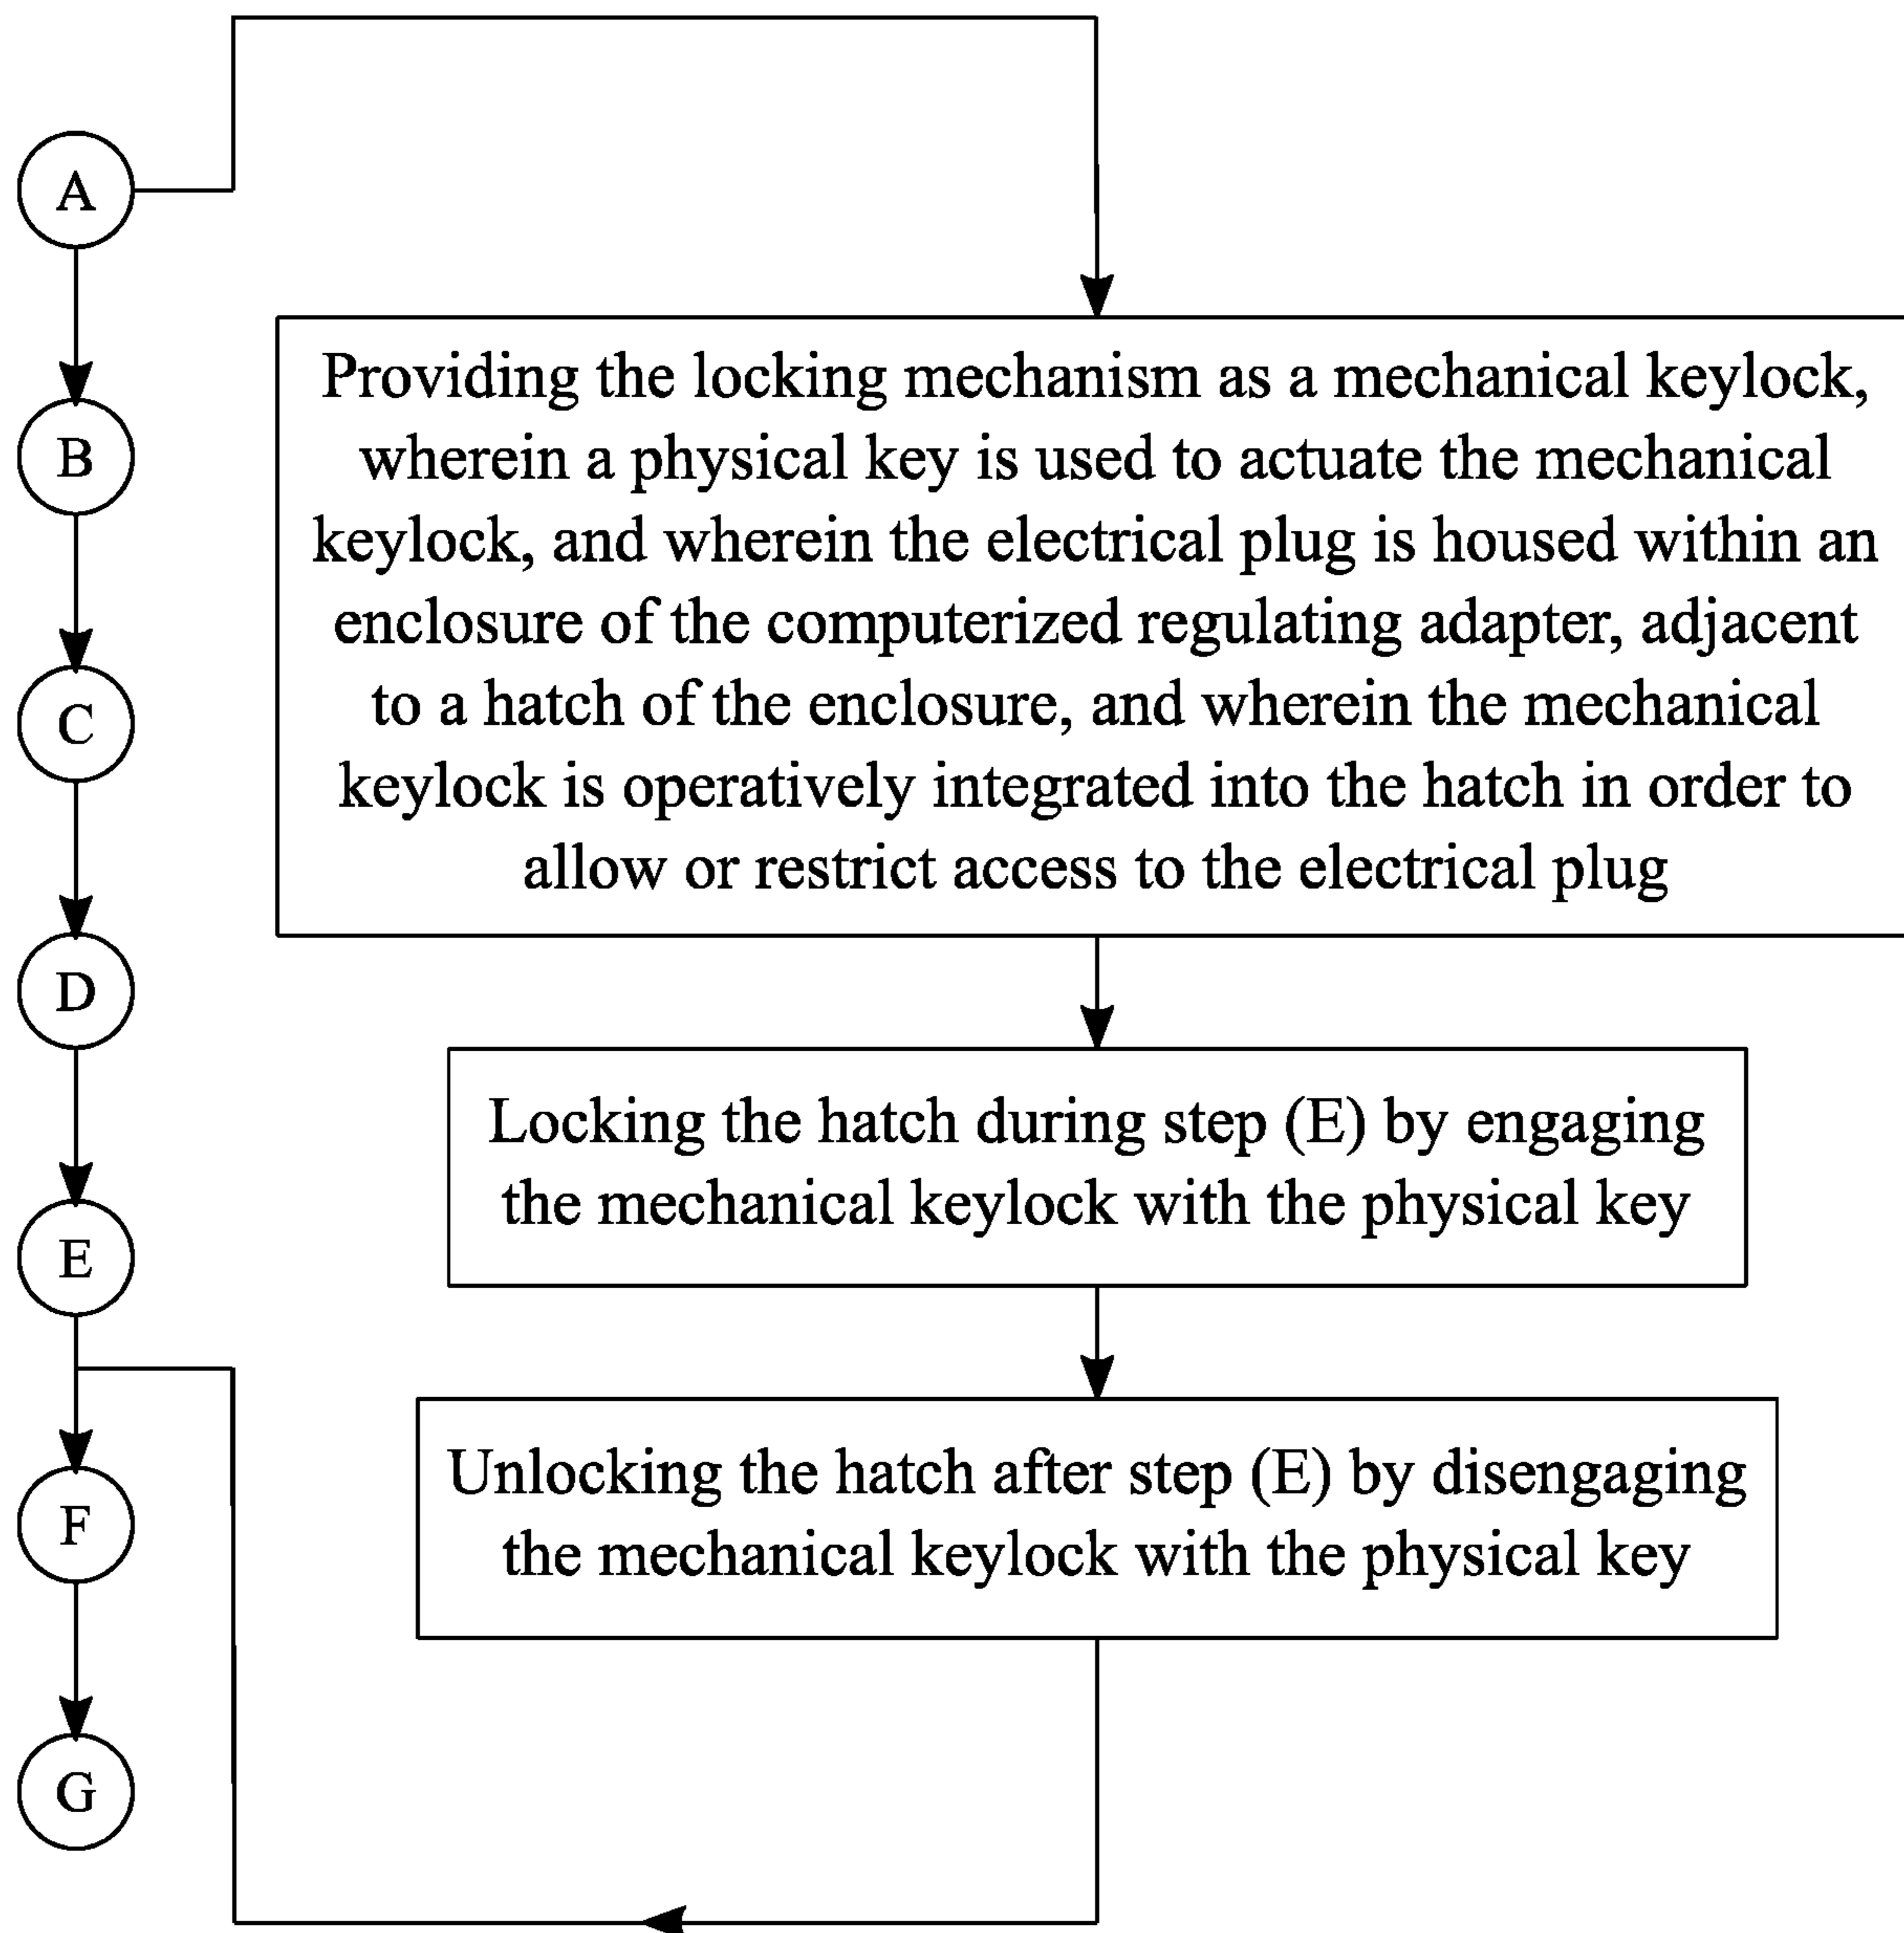 A
B
C
D
E
F
G
Providing the locking mechanism as a mechanical keylock,
wherein a physical key is used to actuate the mechanical
keylock, and wherein the electrical plug is housed within an
enclosure of the computerized regulating adapter, adjacent
to a hatch of the enclosure, and wherein the mechanical
keylock is operatively integrated into the hatch in order to
allow or restrict access to the electrical plug
Locking the hatch during step (E) by engaging
the mechanical keylock with the physical key
Unlocking the hatch after step (E) by disengaging
the mechanical keylock with the physical key